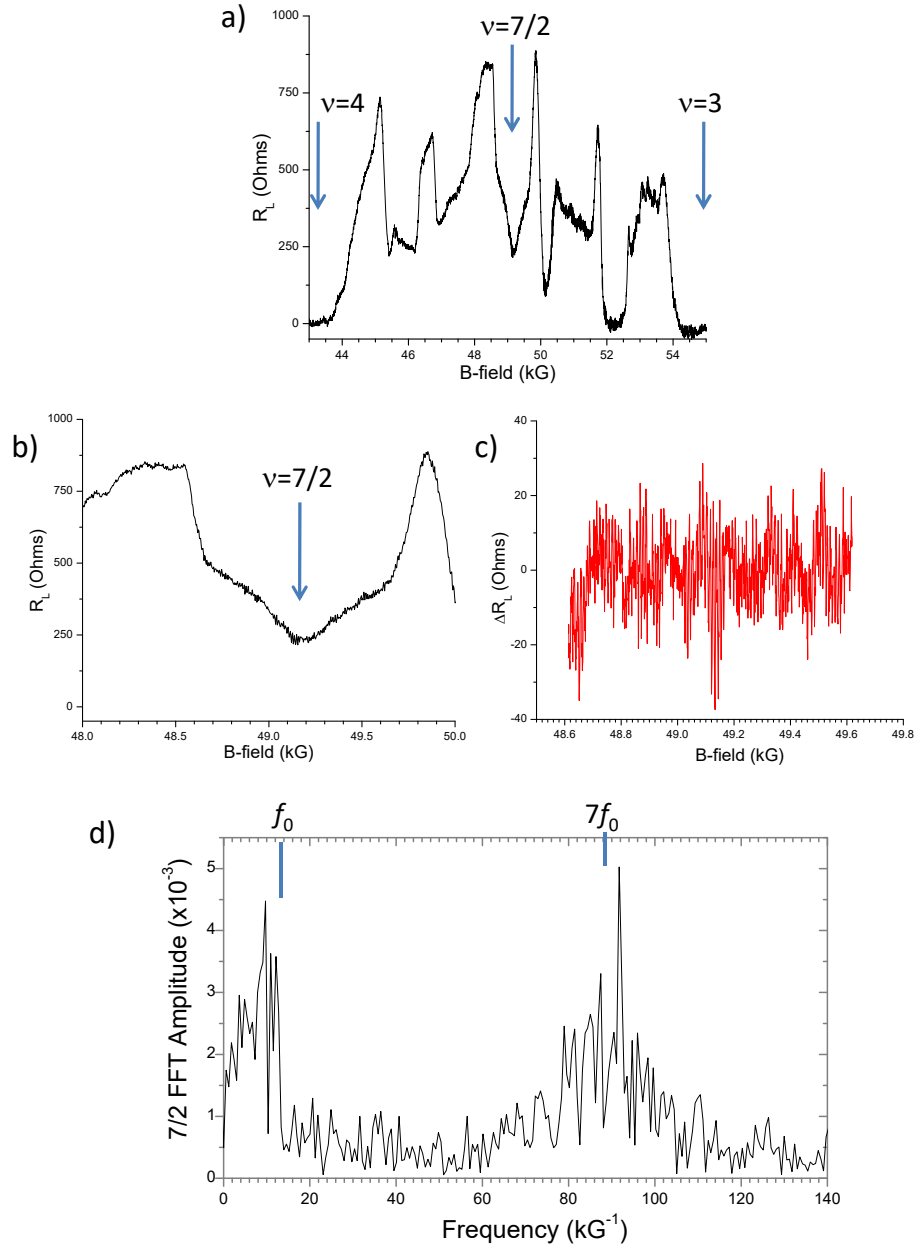 a)
ν=7/2
ν=4
ν=3
1000
750
500
250
0
R_L (Ohms)
44 46 48 50 52 54
B-field (kG)
b)
1000
750
500
250
0
R_L (Ohms)
ν=7/2
48.0 48.5 49.0 49.5 50.0
B-field (kG)
c)
40
20
0
-20
-40
ΔR_L (Ohms)
48.6 48.8 49.0 49.2 49.4 49.6 49.8
B-field (kG)
d)
f₀ 7f₀
5
4
3
2
1
0
7/2 FFT Amplitude (x10⁻³)
0 20 40 60 80 100 120 140
Frequency (kG⁻¹)